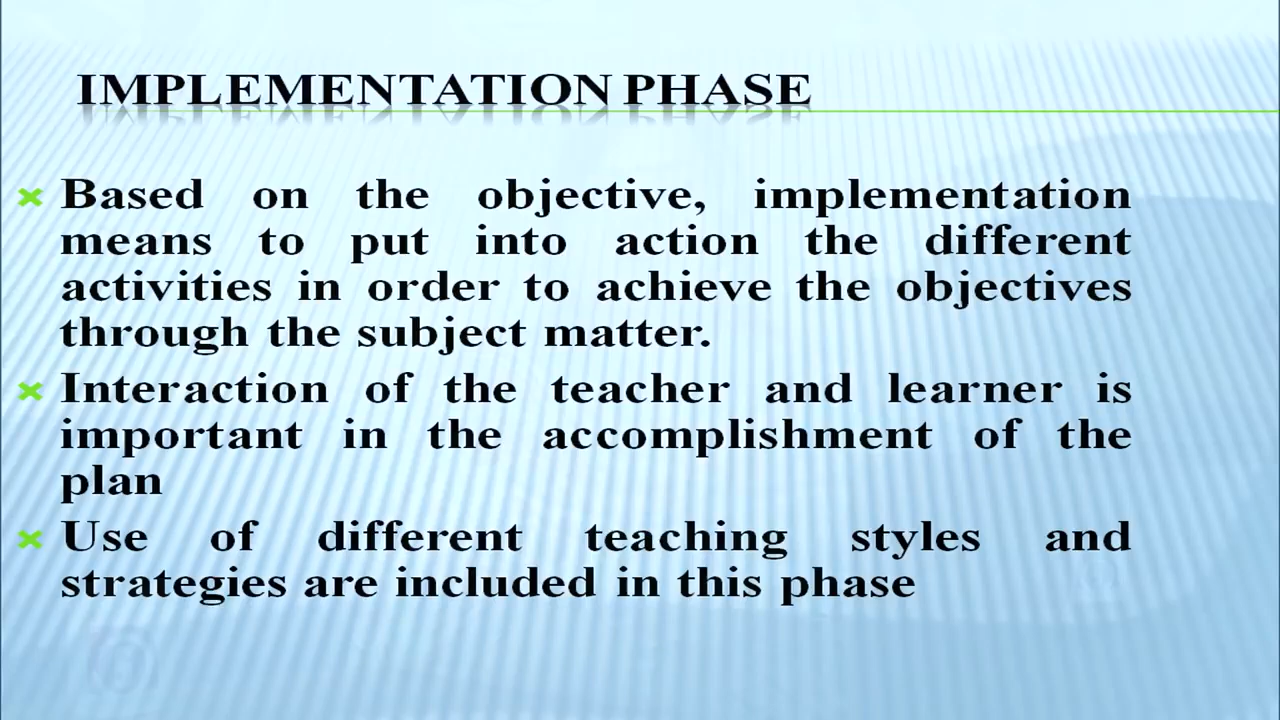 IMPLEMENTATION PHASE
Based on the objective, implementation
means to put into action the different
activities in order to achieve the objectives
through the subject matter.
Interaction of the teacher and learner is
important in the accomplishment of the
plan
Use of different teaching styles and
strategies are included in this phase